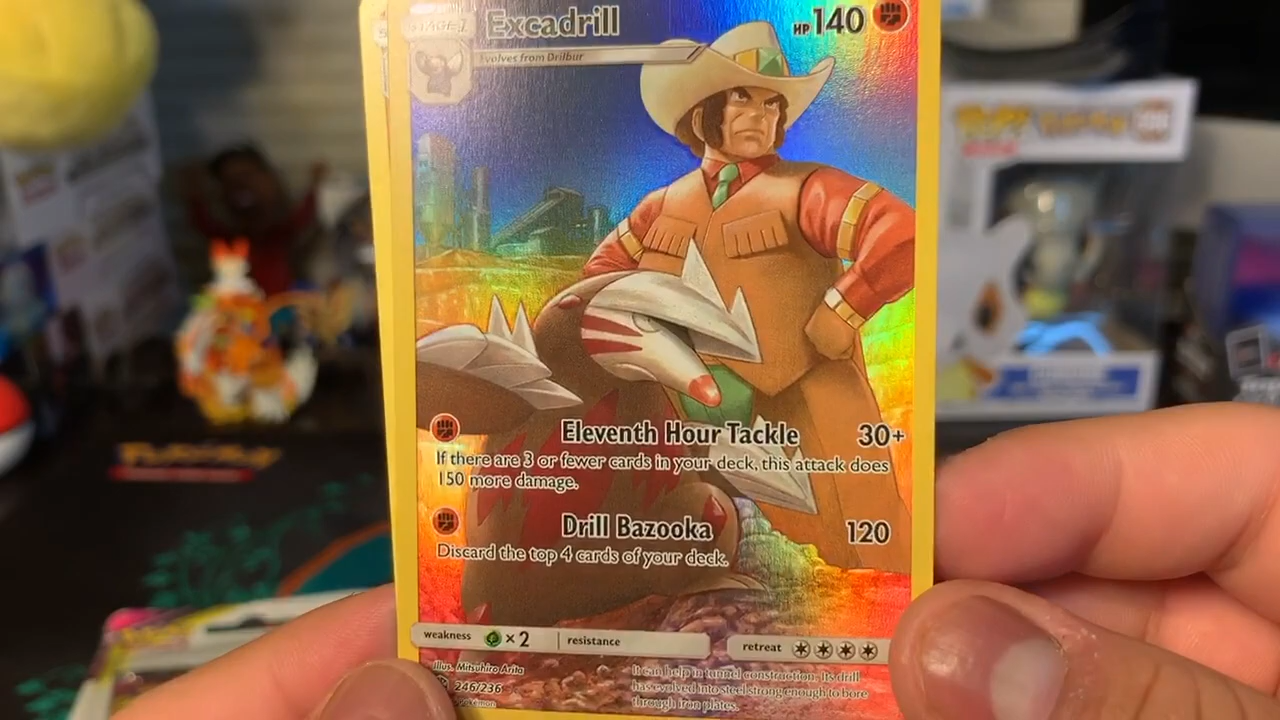 STAGE 1
Excadrill
HP 140
Evolves from Drilbur
Eleventh Hour Tackle 30+
If there are 3 or fewer cards in your deck, this attack does
150 more damage.
Drill Bazooka 120
Discard the top 4 cards of your deck.
weakness ×2 resistance retreat
Illus. Mitsuhiro Arita
246/236
It can help in tunnel construction. Its drill
has evolved into steel strong enough to bore
through iron plates.
POKÉMON